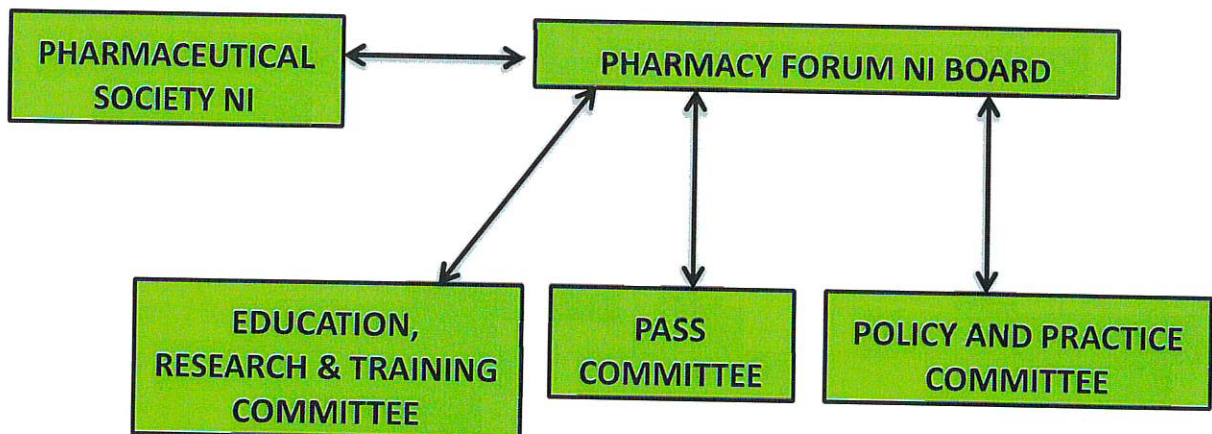 PHARMACEUTICAL
SOCIETY NI
PHARMACY FORUM NI BOARD
EDUCATION,
RESEARCH & TRAINING
COMMITTEE
PASS
COMMITTEE
POLICY AND PRACTICE
COMMITTEE